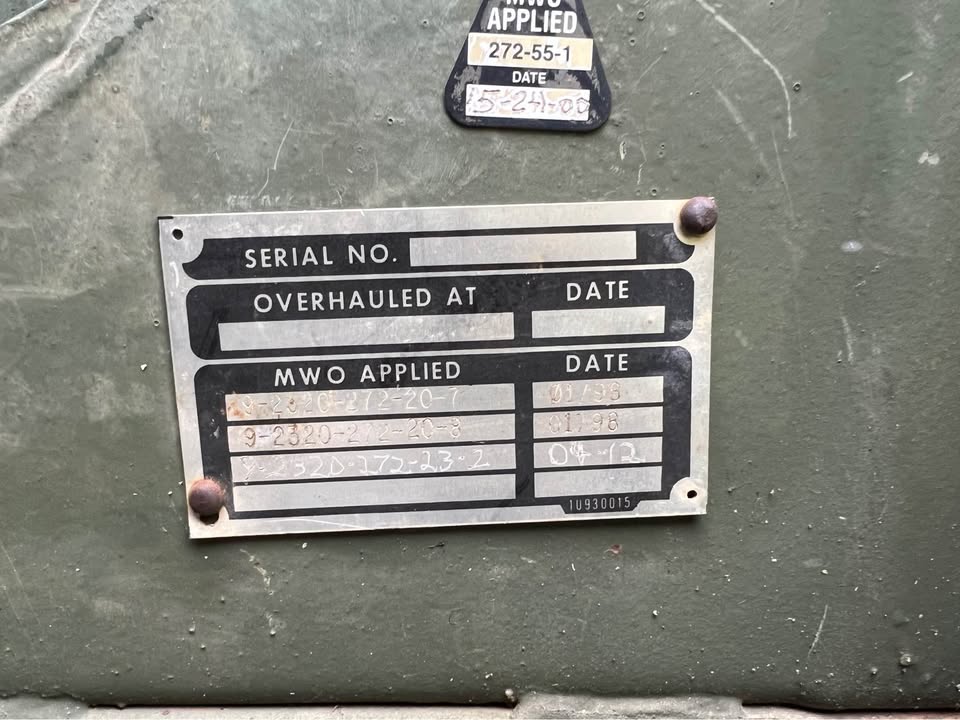 MWO
APPLIED
272-55-1
DATE
5-24-00
SERIAL NO.
OVERHAULED AT DATE
MWO APPLIED DATE
9-2320-272-20-7 01/98
9-2320-272-20-8 01/98
9-2320-272-23-2 04-12
1U930015